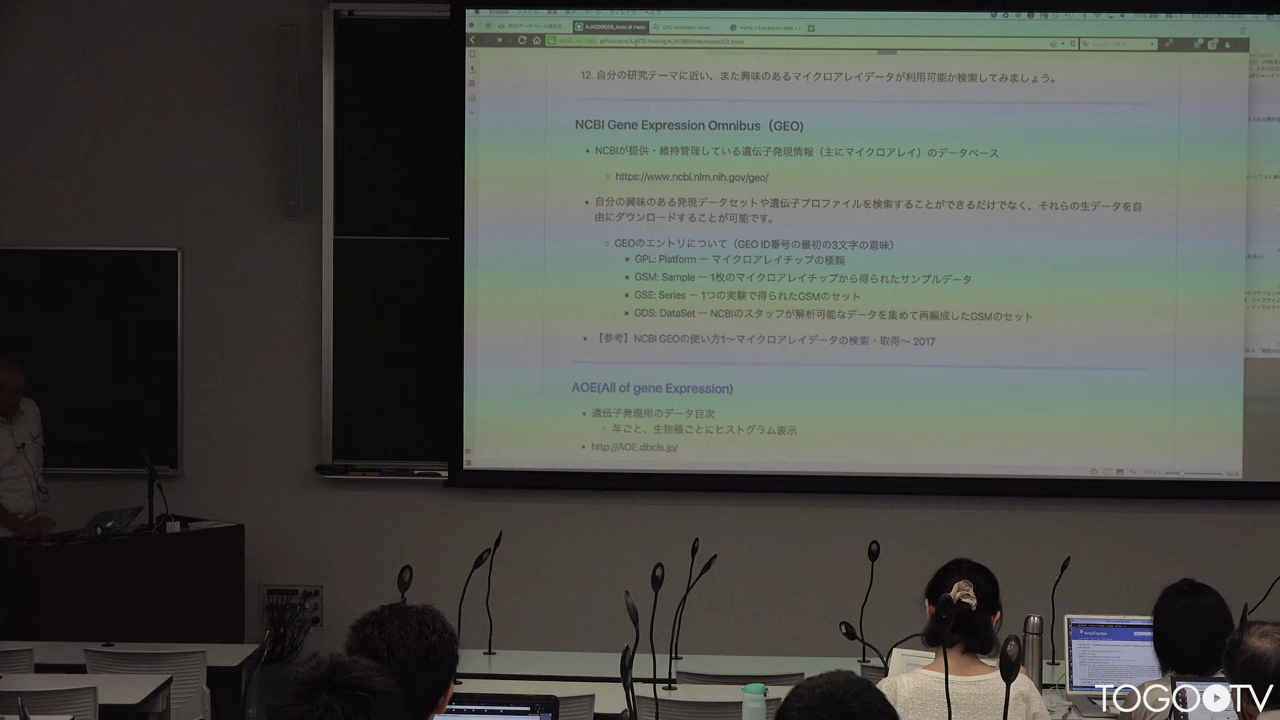 12. 自分の研究テーマに近い、また興味のあるマイクロアレイデータが利用可能か検索してみましょう。
NCBI Gene Expression Omnibus（GEO）
• NCBIが提供・維持管理している遺伝子発現情報（主にマイクロアレイ）のデータベース
○ https://www.ncbi.nlm.nih.gov/geo/
• 自分の興味のある発現データセットや遺伝子プロファイルを検索することができるだけでなく、それらの生データを自
由にダウンロードすることが可能です。
○ GEOのエントリについて（GEO ID番号の最初の3文字の意味）
▪ GPL: Platform — マイクロアレイチップの種類
▪ GSM: Sample — 1枚のマイクロアレイチップから得られたサンプルデータ
▪ GSE: Series — 1つの実験で得られたGSMのセット
▪ GDS: DataSet — NCBIのスタッフが解析可能なデータを集めて再編成したGSMのセット
• 【参考】NCBI GEOの使い方1〜マイクロアレイデータの検索・取得〜 2017
AOE(All of gene Expression)
• 遺伝子発現用のデータ目次
○ 年ごと、生物種ごとにヒストグラム表示
• http://AOE.dbcls.jp/
ArrayExpress
TOGO TV